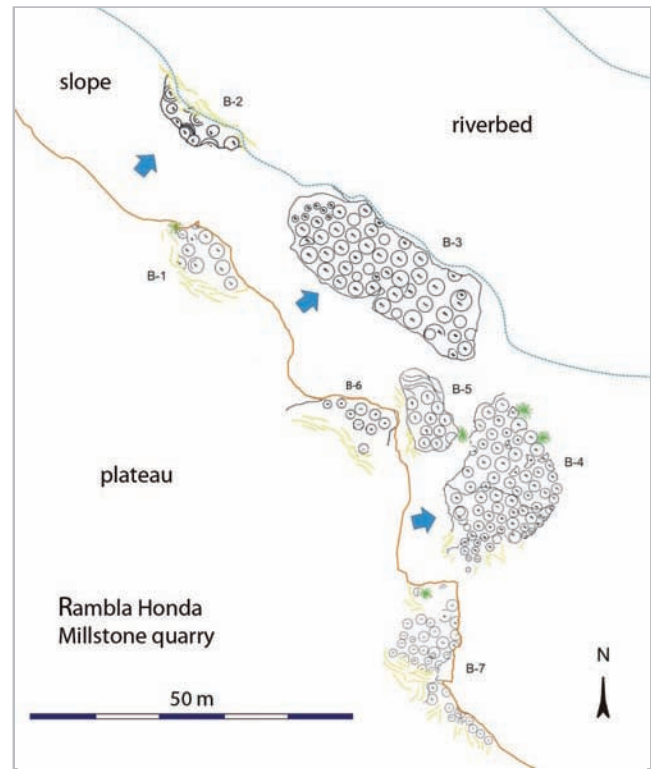 slope
B-2
riverbed
B-3
B-1
B-6
B-5
B-4
plateau
Rambla Honda
Millstone quarry
B-7
N
50 m